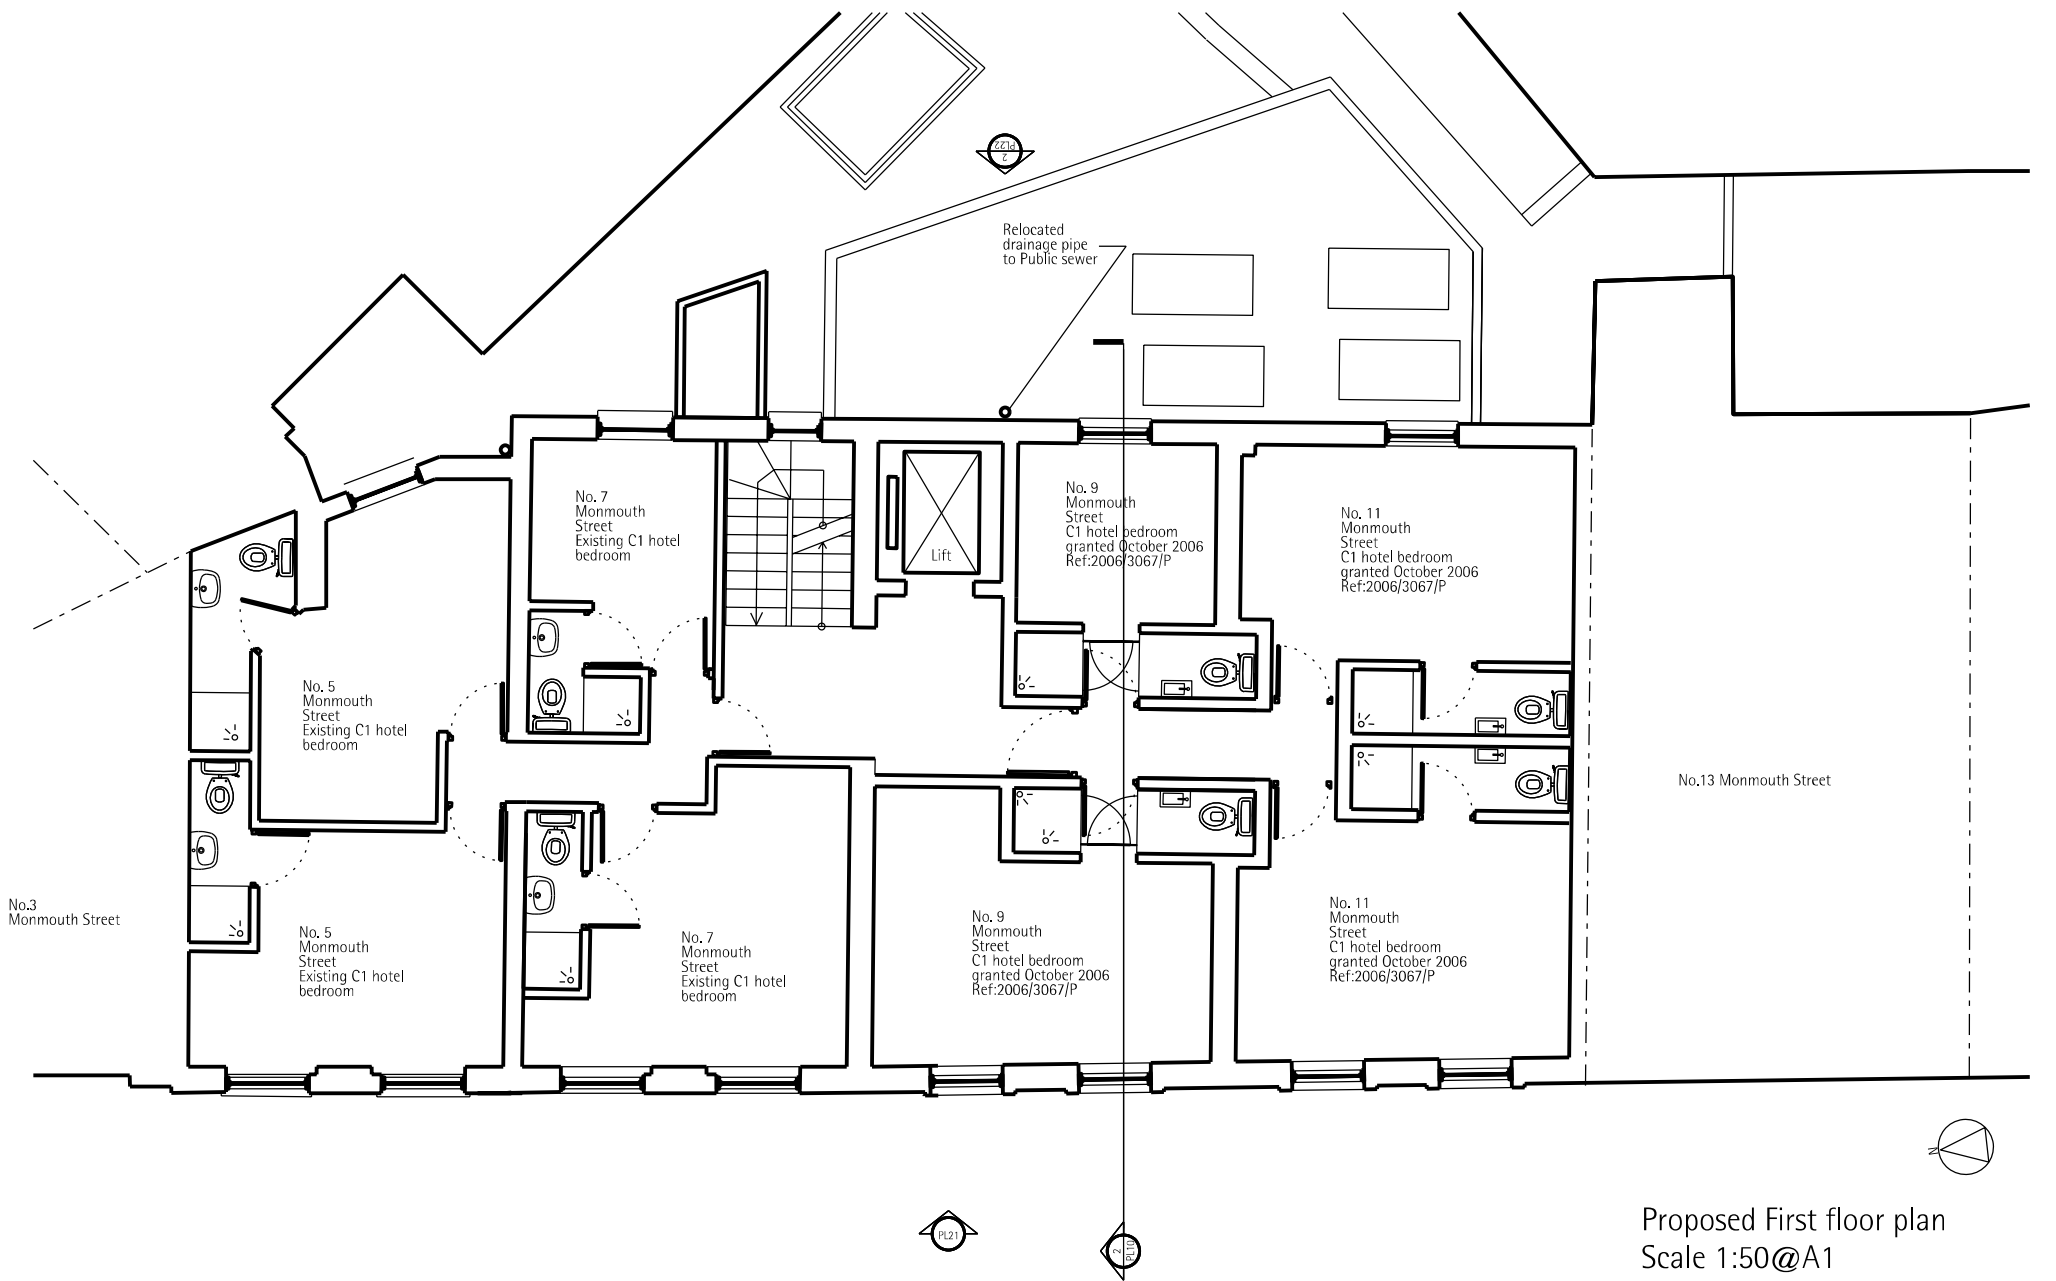 PL22
2
Relocated
drainage pipe
to Public sewer
No. 7
Monmouth
Street
Existing C1 hotel
bedroom
Lift
No. 9
Monmouth
Street
C1 hotel bedroom
granted October 2006
Ref:2006/3067/P
No. 11
Monmouth
Street
C1 hotel bedroom
granted October 2006
Ref:2006/3067/P
No. 5
Monmouth
Street
Existing C1 hotel
bedroom
No.13 Monmouth Street
No.3
Monmouth Street
No. 5
Monmouth
Street
Existing C1 hotel
bedroom
No. 7
Monmouth
Street
Existing C1 hotel
bedroom
No. 9
Monmouth
Street
C1 hotel bedroom
granted October 2006
Ref:2006/3067/P
No. 11
Monmouth
Street
C1 hotel bedroom
granted October 2006
Ref:2006/3067/P
N
PL21
2
PL10
Proposed First floor plan
Scale 1:50@A1